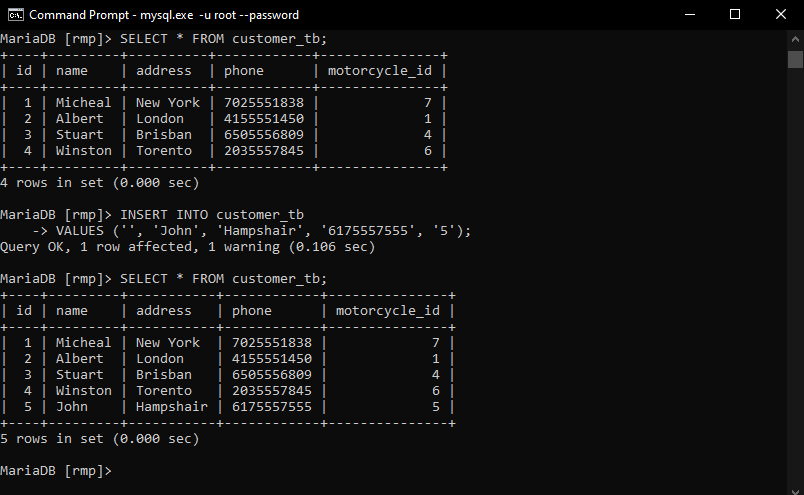 Command Prompt - mysql.exe -u root --password
MariaDB [rmp]> SELECT * FROM customer_tb;
+----+---------+----------+------------+---------------+
| id | name    | address  | phone      | motorcycle_id |
+----+---------+----------+------------+---------------+
|  1 | Micheal | New York | 7025551838 |             7 |
|  2 | Albert  | London   | 4155551450 |             1 |
|  3 | Stuart  | Brisban  | 6505556809 |             4 |
|  4 | Winston | Torento  | 2035557845 |             6 |
+----+---------+----------+------------+---------------+
4 rows in set (0.000 sec)
MariaDB [rmp]> INSERT INTO customer_tb
    -> VALUES ('', 'John', 'Hampshair', '6175557555', '5');
Query OK, 1 row affected, 1 warning (0.106 sec)
MariaDB [rmp]> SELECT * FROM customer_tb;
+----+---------+-----------+------------+---------------+
| id | name    | address   | phone      | motorcycle_id |
+----+---------+-----------+------------+---------------+
|  1 | Micheal | New York  | 7025551838 |             7 |
|  2 | Albert  | London    | 4155551450 |             1 |
|  3 | Stuart  | Brisban   | 6505556809 |             4 |
|  4 | Winston | Torento   | 2035557845 |             6 |
|  5 | John    | Hampshair | 6175557555 |             5 |
+----+---------+-----------+------------+---------------+
5 rows in set (0.000 sec)
MariaDB [rmp]>